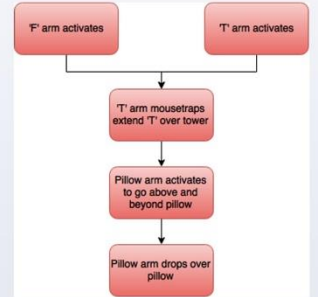 'F' arm activates
'T' arm activates
'T' arm mousetraps
extend 'T' over tower
Pillow arm activates
to go above and
beyond pillow
Pillow arm drops over
pillow